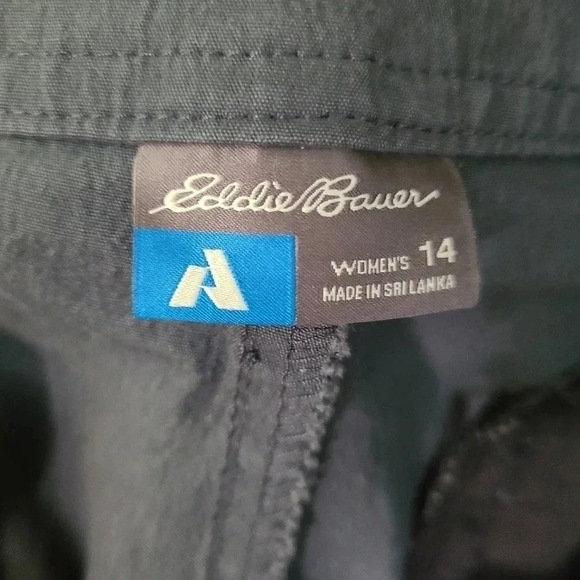 Eddie Bauer
WOMEN'S 14
MADE IN SRI LANKA